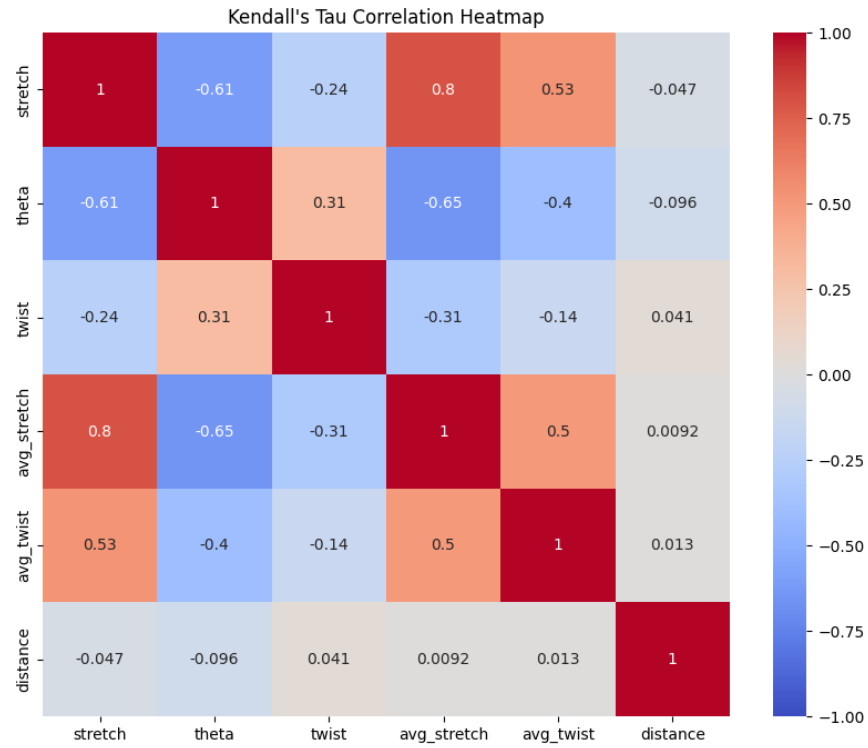 Kendall's Tau Correlation Heatmap
stretch 1 -0.61 -0.24 0.8 0.53 -0.047
theta -0.61 1 0.31 -0.65 -0.4 -0.096
twist -0.24 0.31 1 -0.31 -0.14 0.041
avg_stretch 0.8 -0.65 -0.31 1 0.5 0.0092
avg_twist 0.53 -0.4 -0.14 0.5 1 0.013
distance -0.047 -0.096 0.041 0.0092 0.013 1
stretch theta twist avg_stretch avg_twist distance
1.00
0.75
0.50
0.25
0.00
−0.25
−0.50
−0.75
−1.00